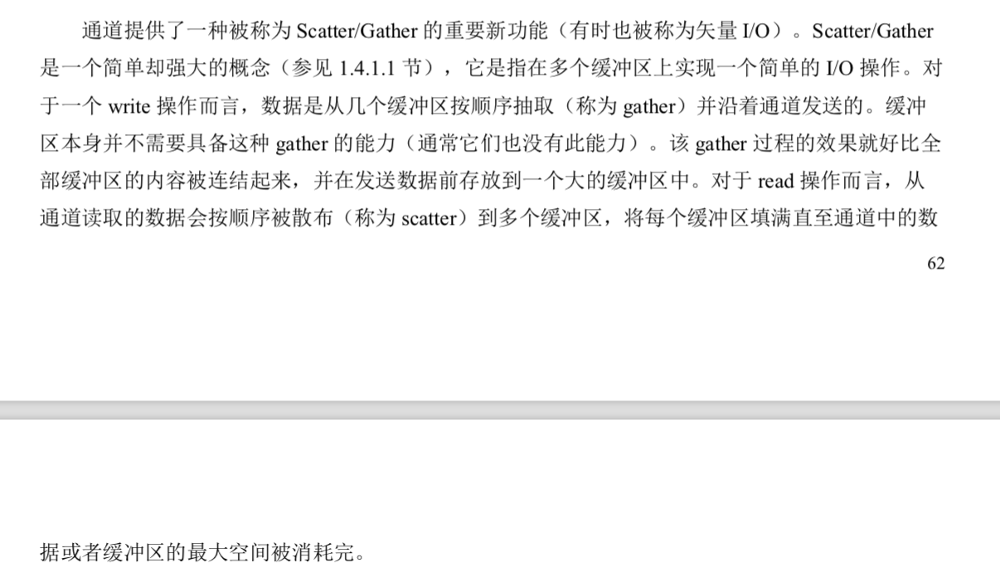 通道提供了一种被称为 Scatter/Gather 的重要新功能（有时也被称为矢量 I/O）。Scatter/Gather
是一个简单却强大的概念（参见 1.4.1.1 节），它是指在多个缓冲区上实现一个简单的 I/O 操作。对
于一个 write 操作而言，数据是从几个缓冲区按顺序抽取（称为 gather）并沿着通道发送的。缓冲
区本身并不需要具备这种 gather 的能力（通常它们也没有此能力）。该 gather 过程的效果就好比全
部缓冲区的内容被连结起来，并在发送数据前存放到一个大的缓冲区中。对于 read 操作而言，从
通道读取的数据会按顺序被散布（称为 scatter）到多个缓冲区，将每个缓冲区填满直至通道中的数
62
据或者缓冲区的最大空间被消耗完。